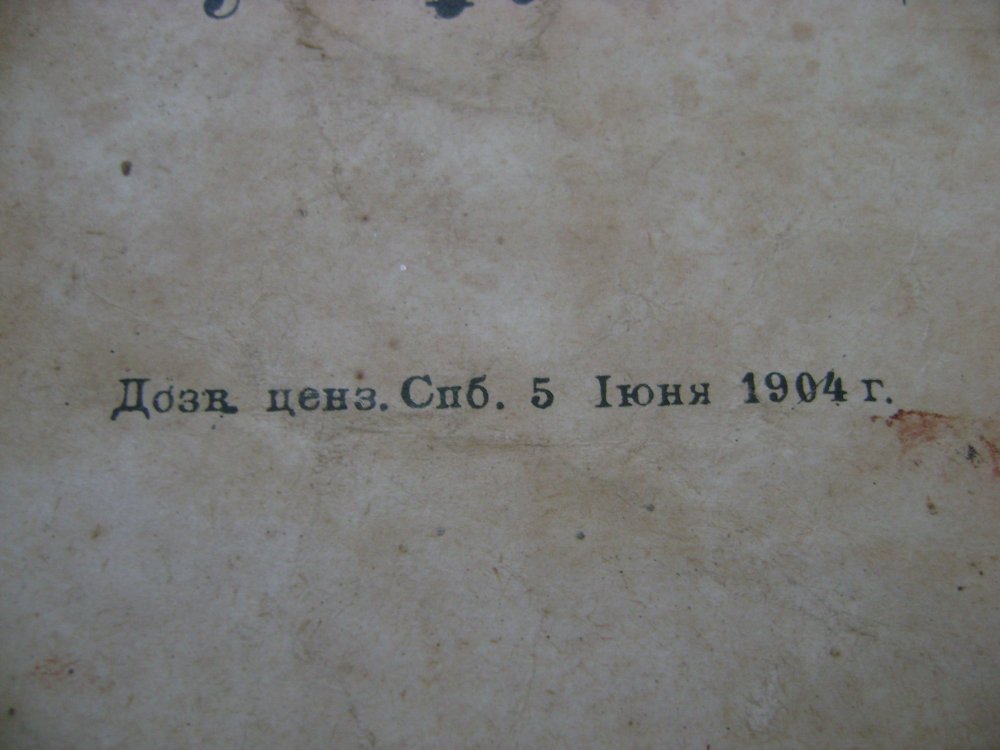 Дозв. ценз. Спб. 5 Іюня 1904 г.